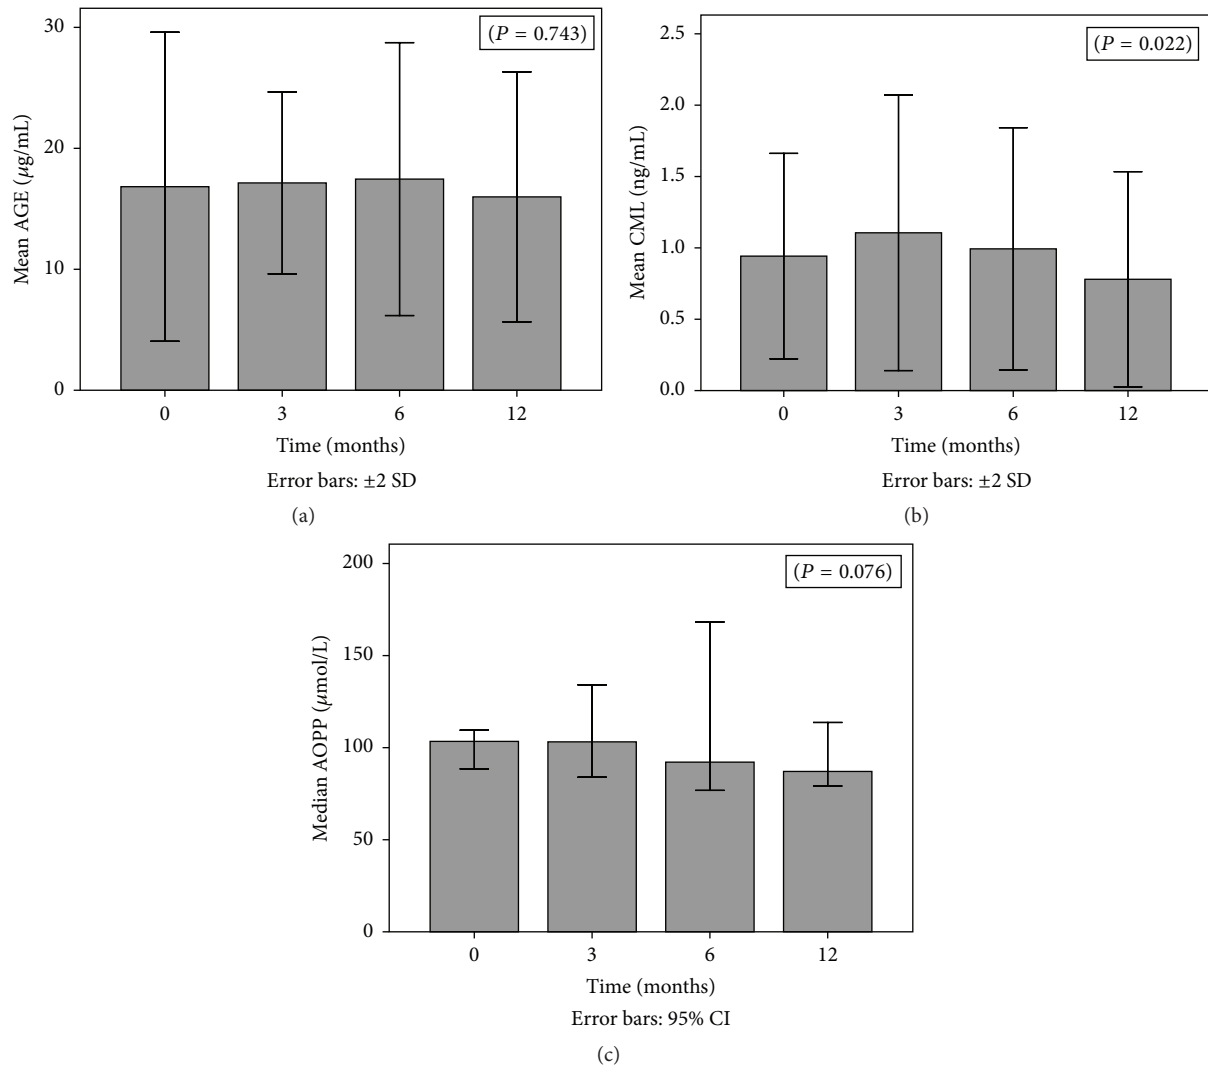 (P = 0.743)
Mean AGE (μg/mL)
30
20
10
0
0 3 6 12
Time (months)
Error bars: ±2 SD
(a)
(P = 0.022)
Mean CML (ng/mL)
2.5
2.0
1.5
1.0
0.5
0.0
0 3 6 12
Time (months)
Error bars: ±2 SD
(b)
(P = 0.076)
Median AOPP (μmol/L)
200
150
100
50
0
0 3 6 12
Time (months)
Error bars: 95% CI
(c)